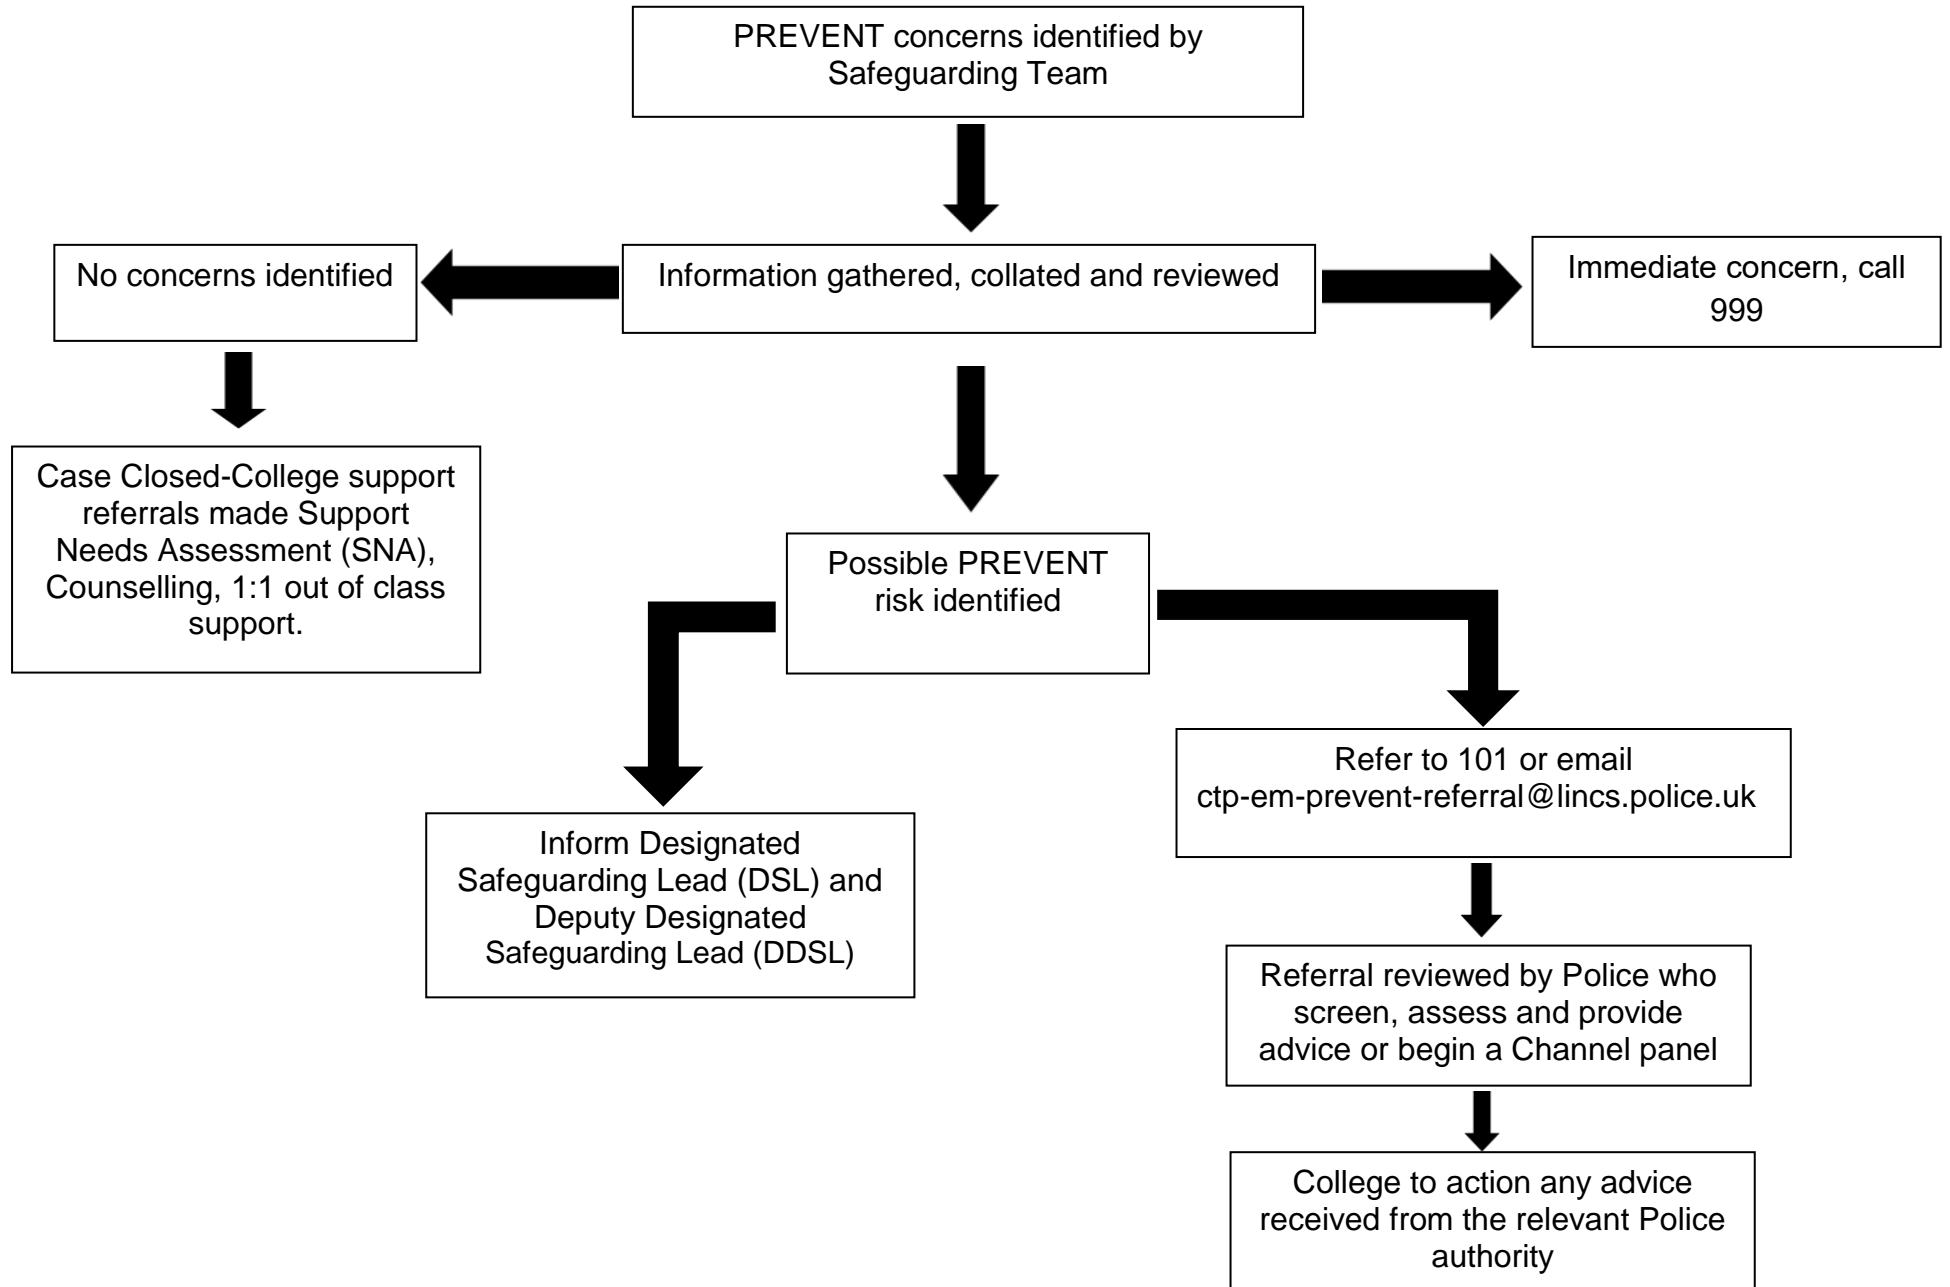 PREVENT concerns identified by
Safeguarding Team
No concerns identified
Information gathered, collated and reviewed
Immediate concern, call
999
Case Closed-College support
referrals made Support
Needs Assessment (SNA),
Counselling, 1:1 out of class
support.
Possible PREVENT
risk identified
Inform Designated
Safeguarding Lead (DSL) and
Deputy Designated
Safeguarding Lead (DDSL)
Refer to 101 or email
ctp-em-prevent-referral@lincs.police.uk
Referral reviewed by Police who
screen, assess and provide
advice or begin a Channel panel
College to action any advice
received from the relevant Police
authority